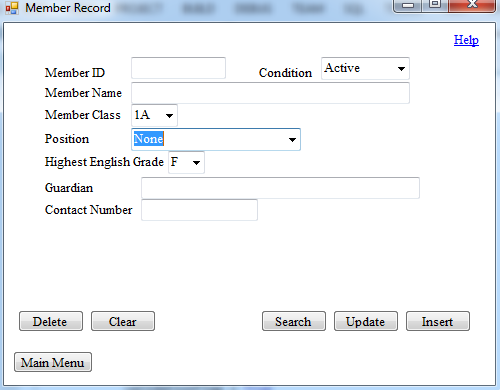 Member Record
Help
Member ID Condition Active
Member Name
Member Class 1A
Position None
Highest English Grade F
Guardian
Contact Number
Delete Clear Search Update Insert
Main Menu